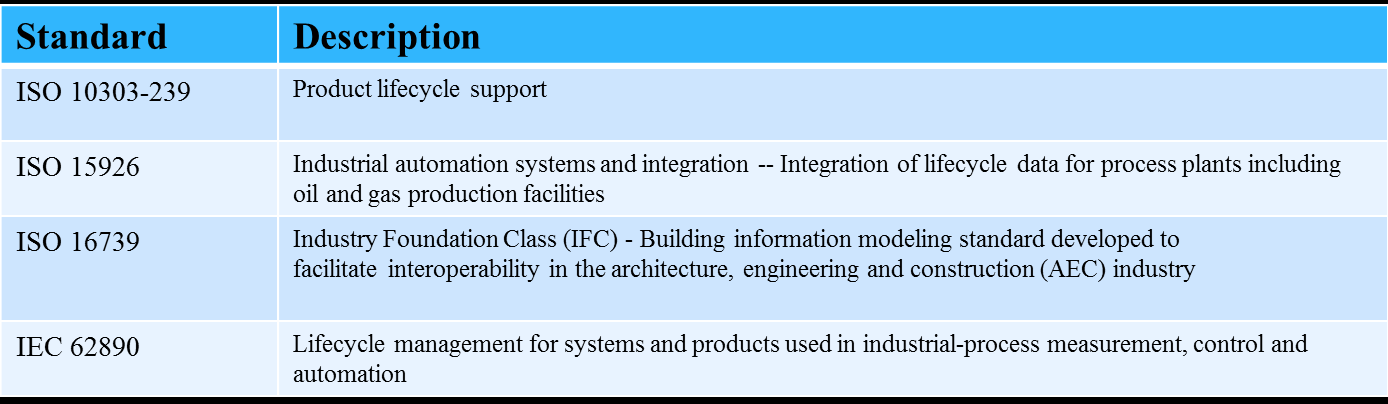 Standard Description
ISO 10303-239 Product lifecycle support
ISO 15926 Industrial automation systems and integration -- Integration of lifecycle data for process plants including
oil and gas production facilities
ISO 16739 Industry Foundation Class (IFC) - Building information modeling standard developed to
facilitate interoperability in the architecture, engineering and construction (AEC) industry
IEC 62890 Lifecycle management for systems and products used in industrial-process measurement, control and
automation